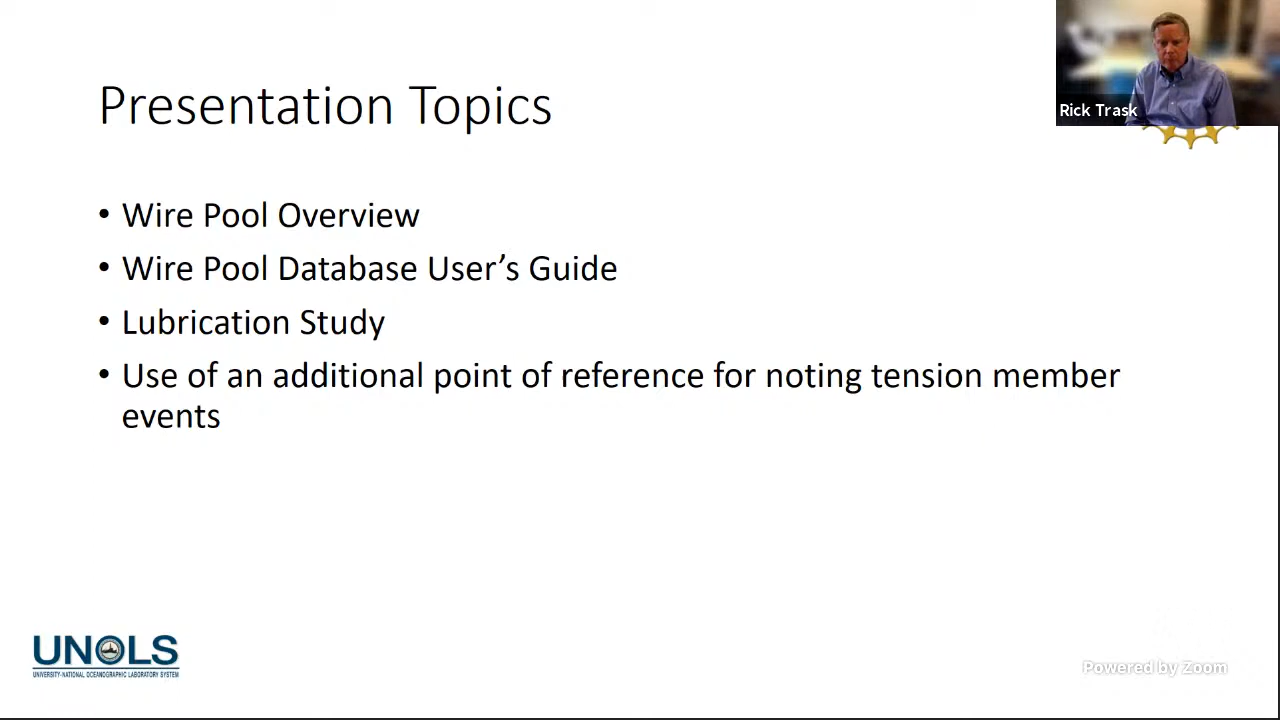 Presentation Topics
Rick Trask
• Wire Pool Overview
• Wire Pool Database User’s Guide
• Lubrication Study
• Use of an additional point of reference for noting tension member
events
UNOLS
UNIVERSITY-NATIONAL OCEANOGRAPHIC LABORATORY SYSTEM
Powered by Zoom